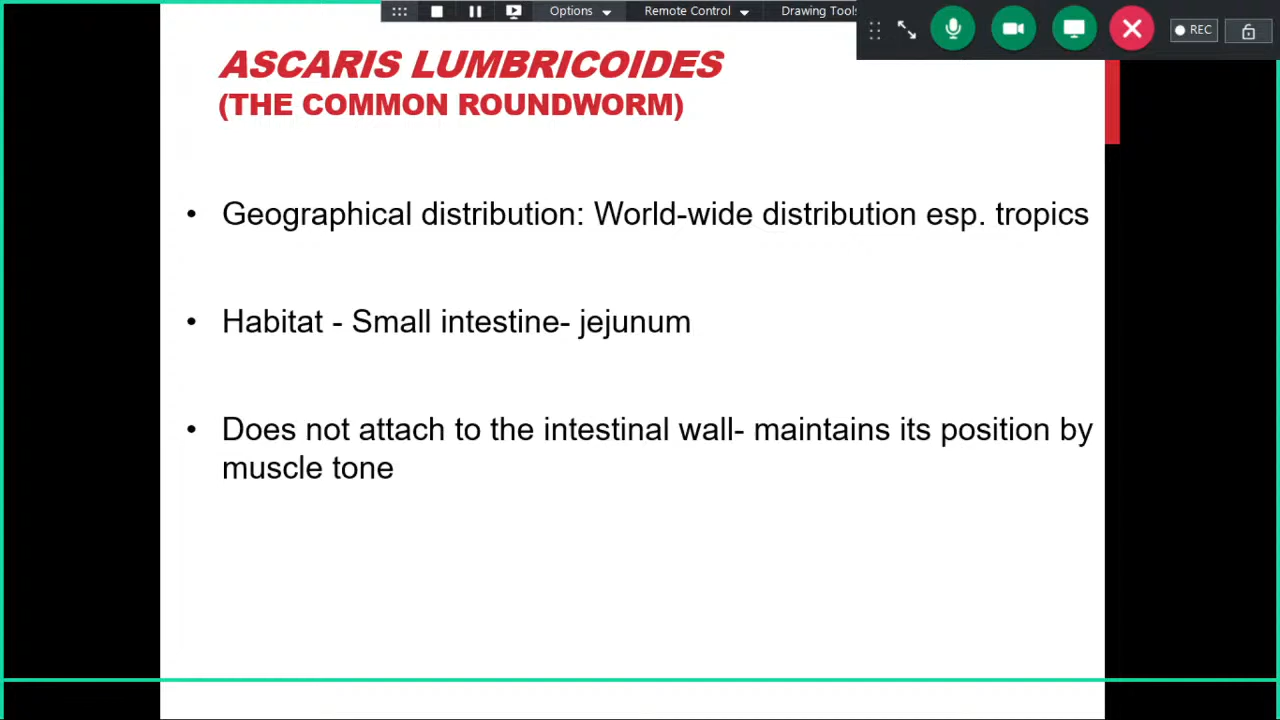 Options
Remote Control
Drawing Tools
REC
ASCARIS LUMBRICOIDES
(THE COMMON ROUNDWORM)
• Geographical distribution: World-wide distribution esp. tropics
• Habitat - Small intestine- jejunum
• Does not attach to the intestinal wall- maintains its position by
muscle tone